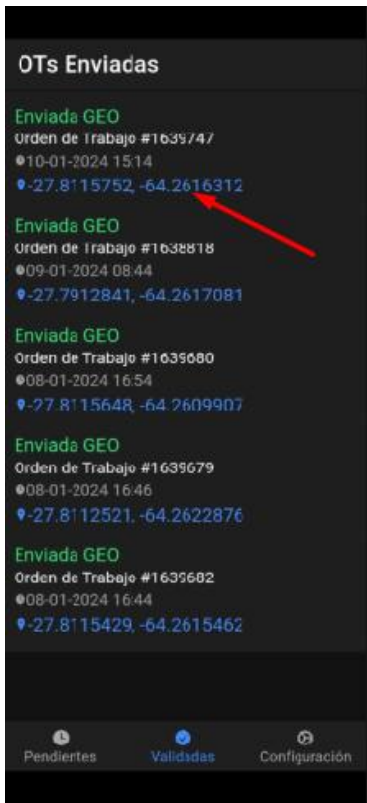 OTs Enviadas
Enviada GEO
Orden de Trabajo #1639747
10-01-2024 15:14
-27.8115752, -64.2616312
Enviada GEO
Orden de Trabajo #1638818
09-01-2024 08:44
-27.7912841, -64.2617081
Enviada GEO
Orden de Trabajo #1639680
08-01-2024 16:54
-27.8115648, -64.2609907
Enviada GEO
Orden de Trabajo #1639679
08-01-2024 16:46
-27.8112521, -64.2622876
Enviada GEO
Orden de Trabajo #1639682
08-01-2024 16:44
-27.8115429, -64.2615462
Pendientes Validadas Configuración